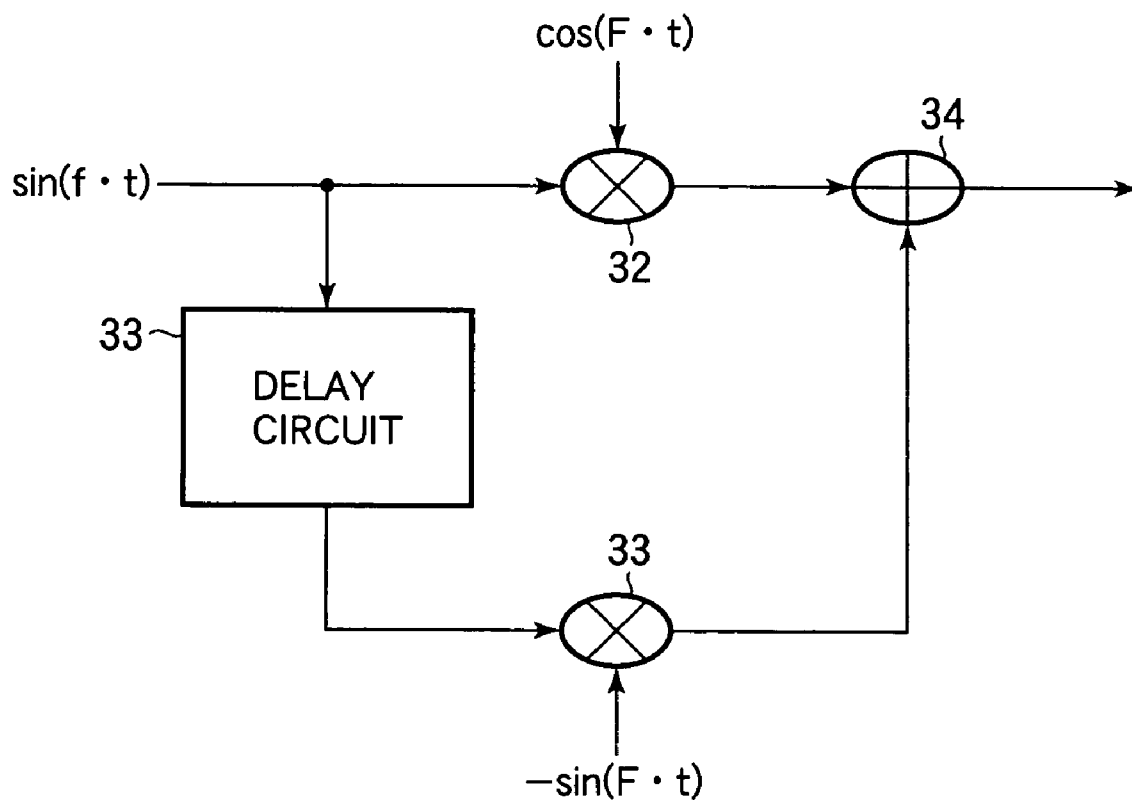 cos(F・t)
34
sin(f・t)
32
33
DELAY
CIRCUIT
33
−sin(F・t)